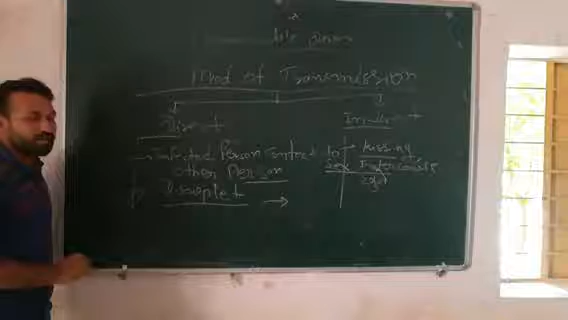 Mod of Transmission
Direct
Indirect
Infected Person Contact to
other Person
Kissing
Sex Intercourse
Droplet →